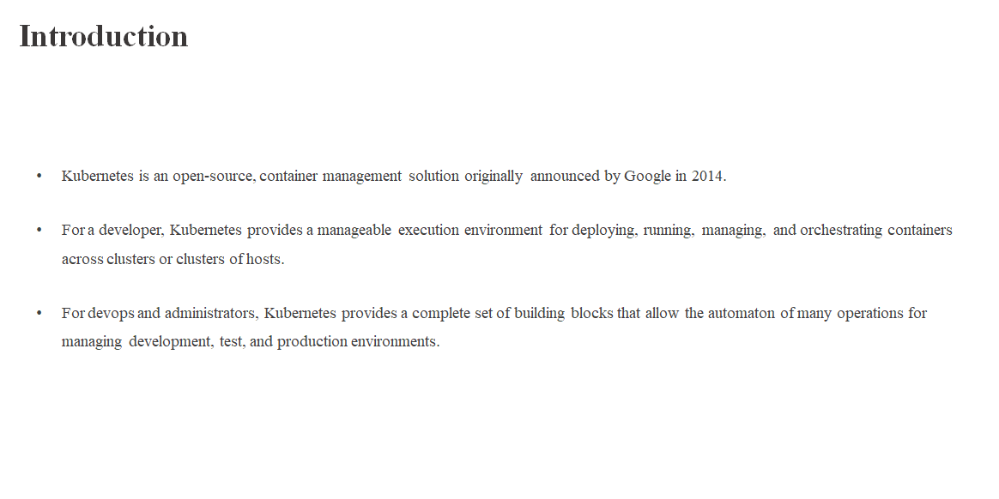 Introduction
• Kubernetes is an open-source, container management solution originally announced by Google in 2014.
• For a developer, Kubernetes provides a manageable execution environment for deploying, running, managing, and orchestrating containers
across clusters or clusters of hosts.
• For devops and administrators, Kubernetes provides a complete set of building blocks that allow the automaton of many operations for
managing development, test, and production environments.